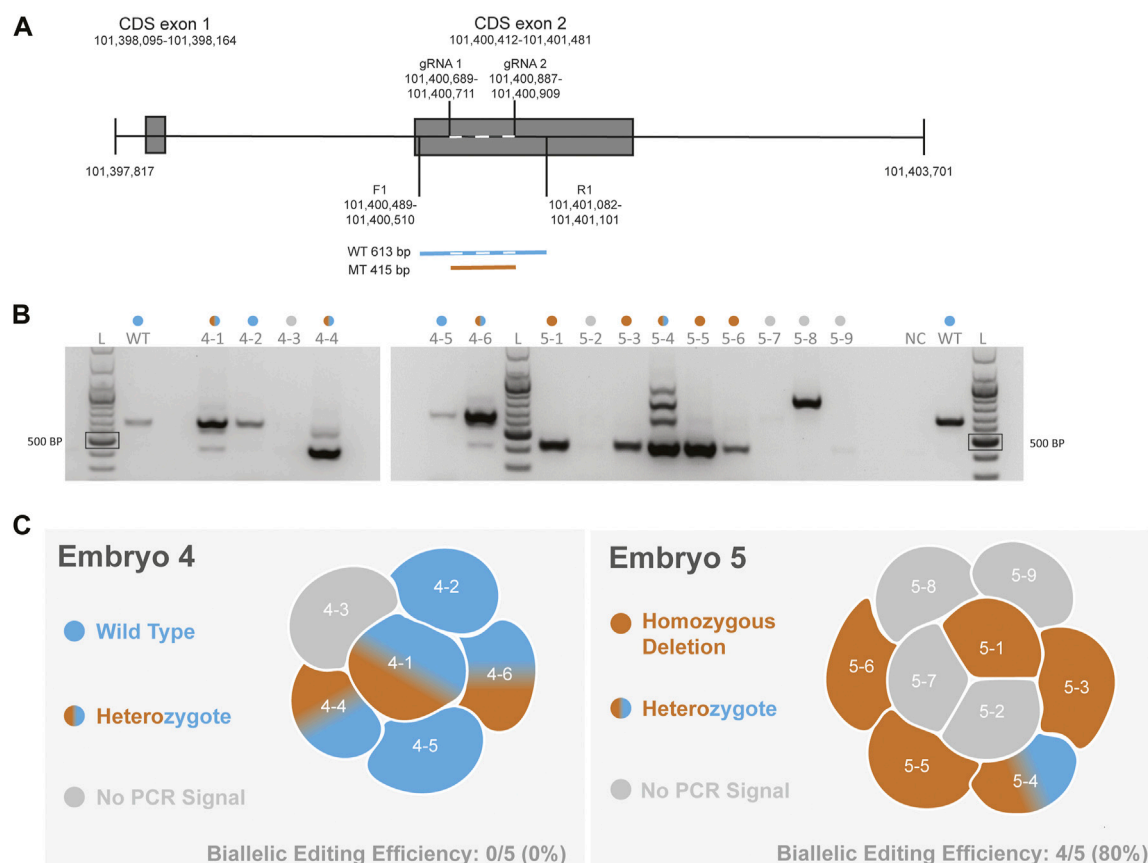 A
CDS exon 1
101,398,095-101,398,164
CDS exon 2
101,400,412-101,401,481
gRNA 1
101,400,689-
101,400,711
gRNA 2
101,400,887-
101,400,909
101,397,817
101,403,701
F1
101,400,489-
101,400,510
R1
101,401,082-
101,401,101
WT 613 bp
MT 415 bp
B
L WT 4-1 4-2 4-3 4-4 4-5 4-6 L 5-1 5-2 5-3 5-4 5-5 5-6 5-7 5-8 5-9 NC WT L
500 BP
500 BP
C
Embryo 4
Wild Type
Heterozygote
No PCR Signal
4-3
4-2
4-1
4-6
4-4
4-5
Biallelic Editing Efficiency: 0/5 (0%)
Embryo 5
Homozygous
Deletion
Heterozygote
No PCR Signal
5-8
5-9
5-1
5-6
5-7
5-3
5-2
5-5
5-4
Biallelic Editing Efficiency: 4/5 (80%)